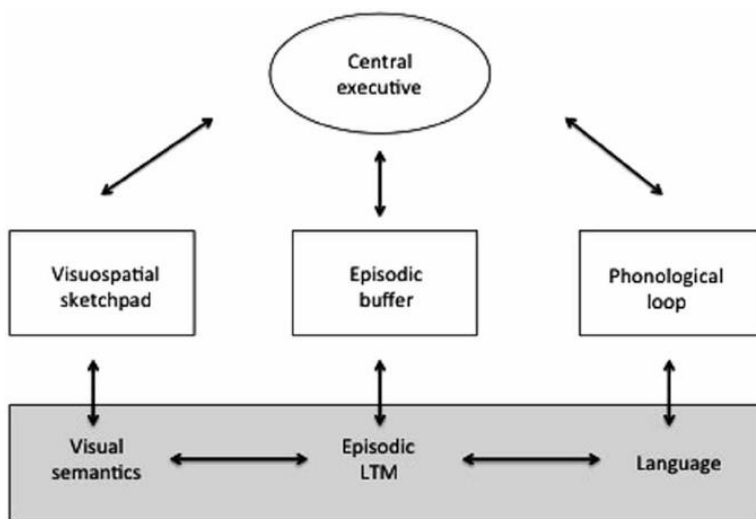 Central
executive
Visuospatial
sketchpad
Episodic
buffer
Phonological
loop
Visual
semantics
Episodic
LTM
Language